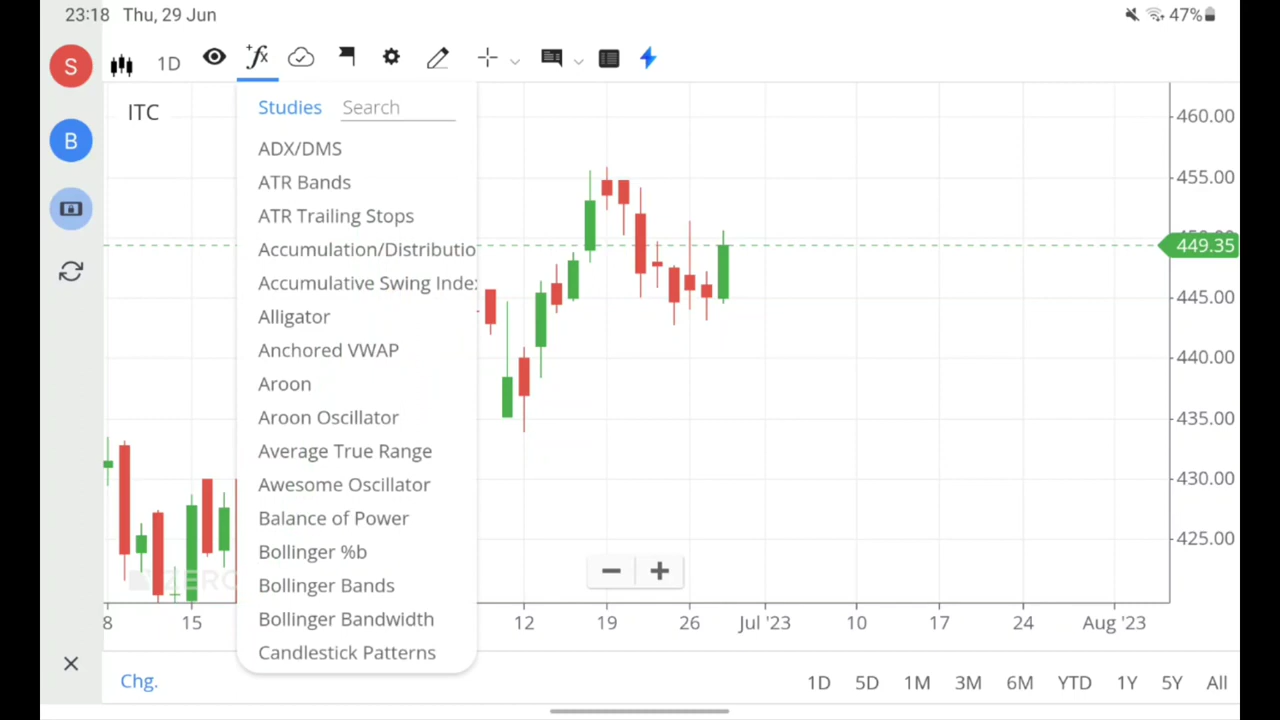 23:18 Thu, 29 Jun
47%
S
B
1D
ITC
Studies
Search
ADX/DMS
ATR Bands
ATR Trailing Stops
Accumulation/Distributio
Accumulative Swing Inde
Alligator
Anchored VWAP
Aroon
Aroon Oscillator
Average True Range
Awesome Oscillator
Balance of Power
Bollinger %b
Bollinger Bands
Bollinger Bandwidth
Candlestick Patterns
460.00
455.00
449.35
445.00
440.00
435.00
430.00
425.00
ZERO
8 15 12 19 26 Jul '23 10 17 24 Aug '23
Chg.
1D 5D 1M 3M 6M YTD 1Y 5Y All